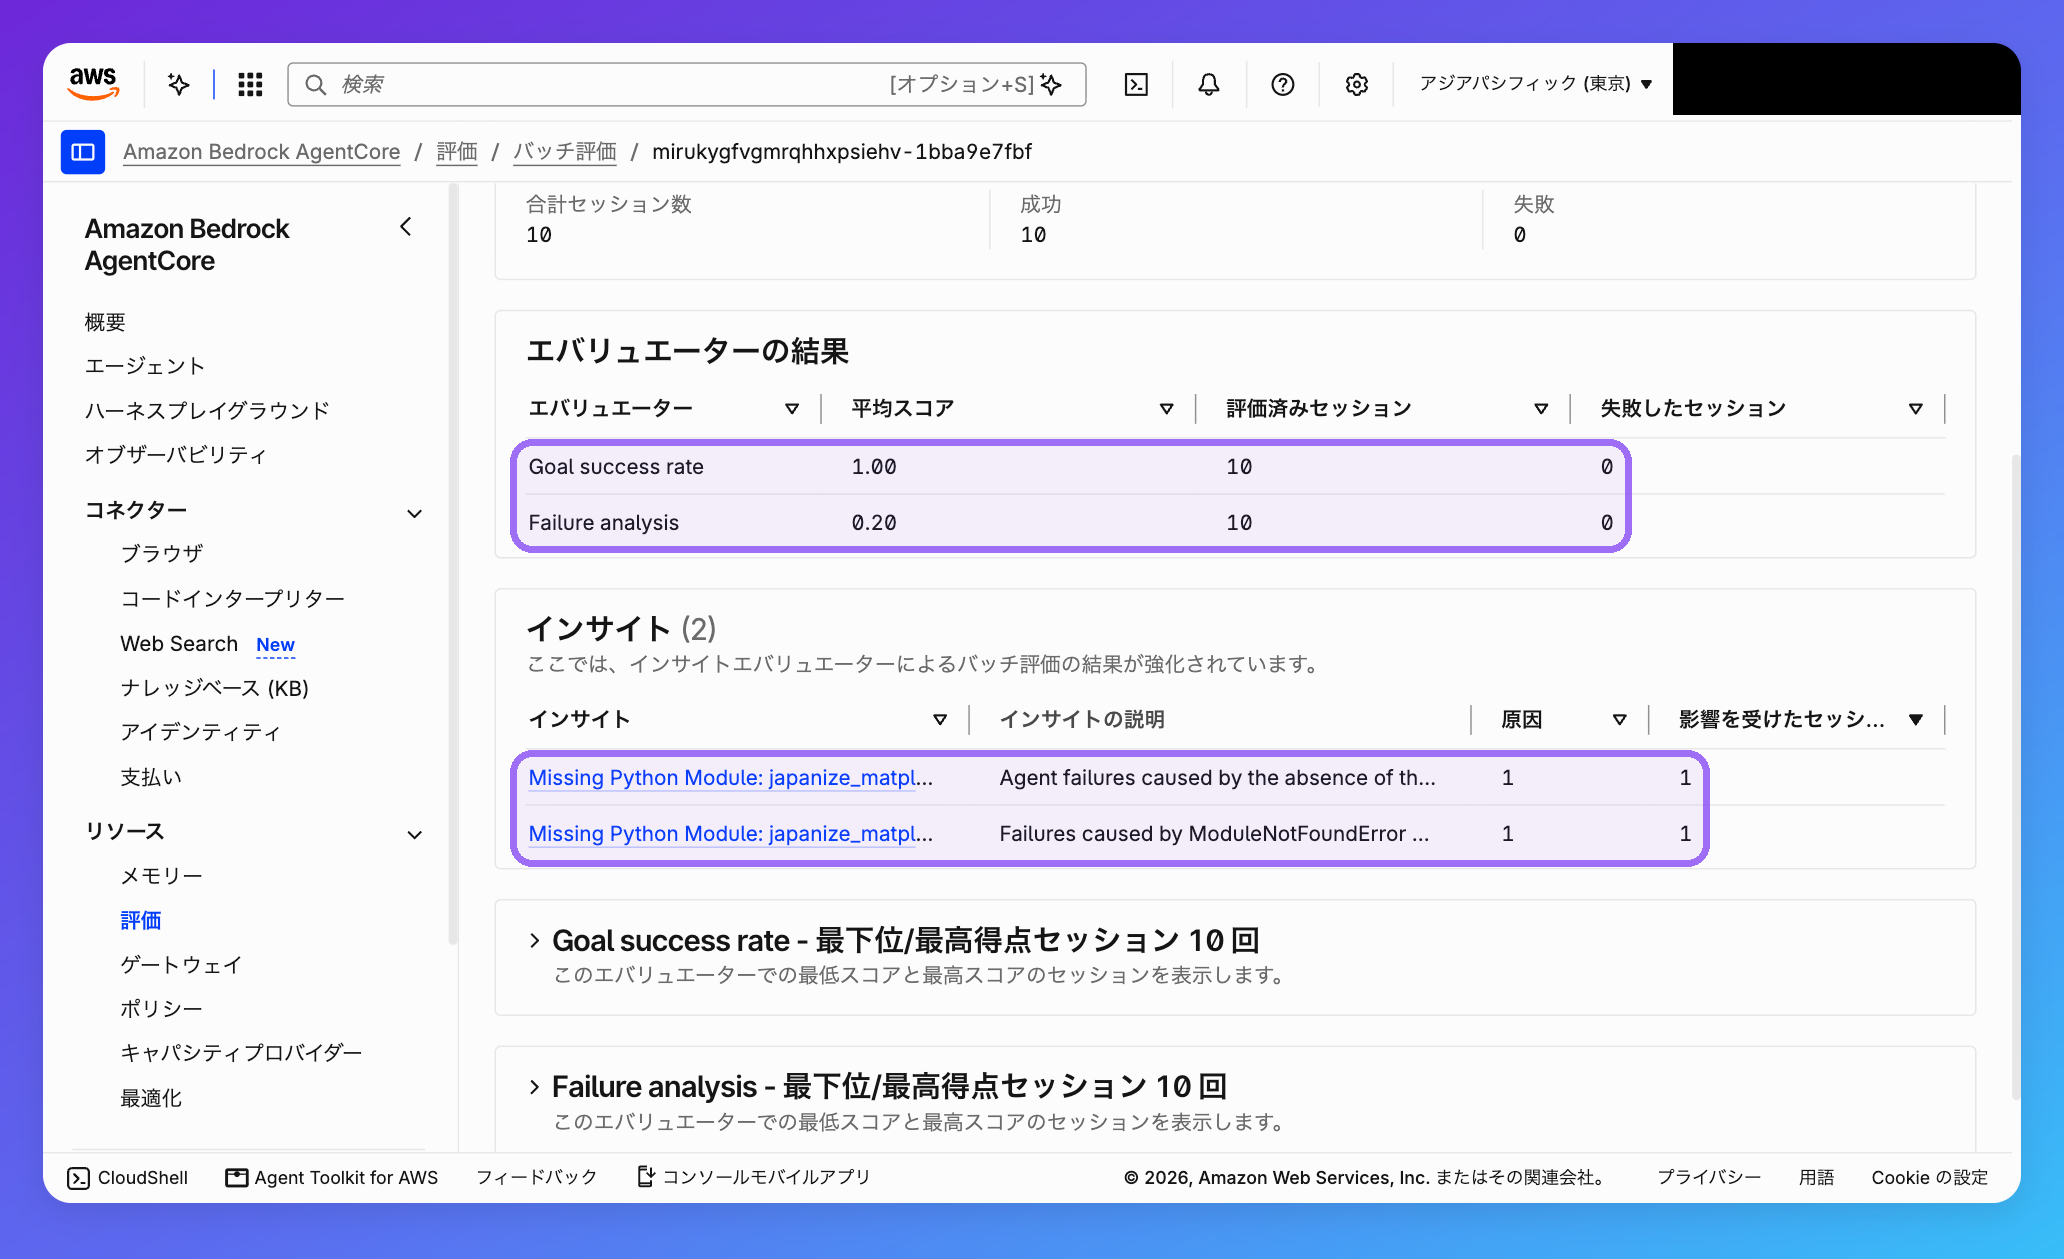 aws
検索
[オプション+S]
アジアパシフィック (東京)
Amazon Bedrock AgentCore / 評価 / バッチ評価 / mirukygfvgmrqhhxpsiehv-1bba9e7fbf
Amazon Bedrock
AgentCore
概要
エージェント
ハーネスプレイグラウンド
オブザーバビリティ
コネクター
ブラウザ
コードインタープリター
Web Search New
ナレッジベース (KB)
アイデンティティ
支払い
リソース
メモリー
評価
ゲートウェイ
ポリシー
キャパシティプロバイダー
最適化
合計セッション数 成功 失敗
10 10 0
エバリュエーターの結果
エバリュエーター 平均スコア 評価済みセッション 失敗したセッション
Goal success rate 1.00 10 0
Failure analysis 0.20 10 0
インサイト (2)
ここでは、インサイトエバリュエーターによるバッチ評価の結果が強化されています。
インサイト インサイトの説明 原因 影響を受けたセッシ...
Missing Python Module: japanize_matpl... Agent failures caused by the absence of th... 1 1
Missing Python Module: japanize_matpl... Failures caused by ModuleNotFoundError ... 1 1
Goal success rate - 最下位/最高得点セッション 10 回
このエバリュエーターでの最低スコアと最高スコアのセッションを表示します。
Failure analysis - 最下位/最高得点セッション 10 回
このエバリュエーターでの最低スコアと最高スコアのセッションを表示します。
CloudShell Agent Toolkit for AWS フィードバック コンソールモバイルアプリ © 2026, Amazon Web Services, Inc. またはその関連会社。 プライバシー 用語 Cookie の設定